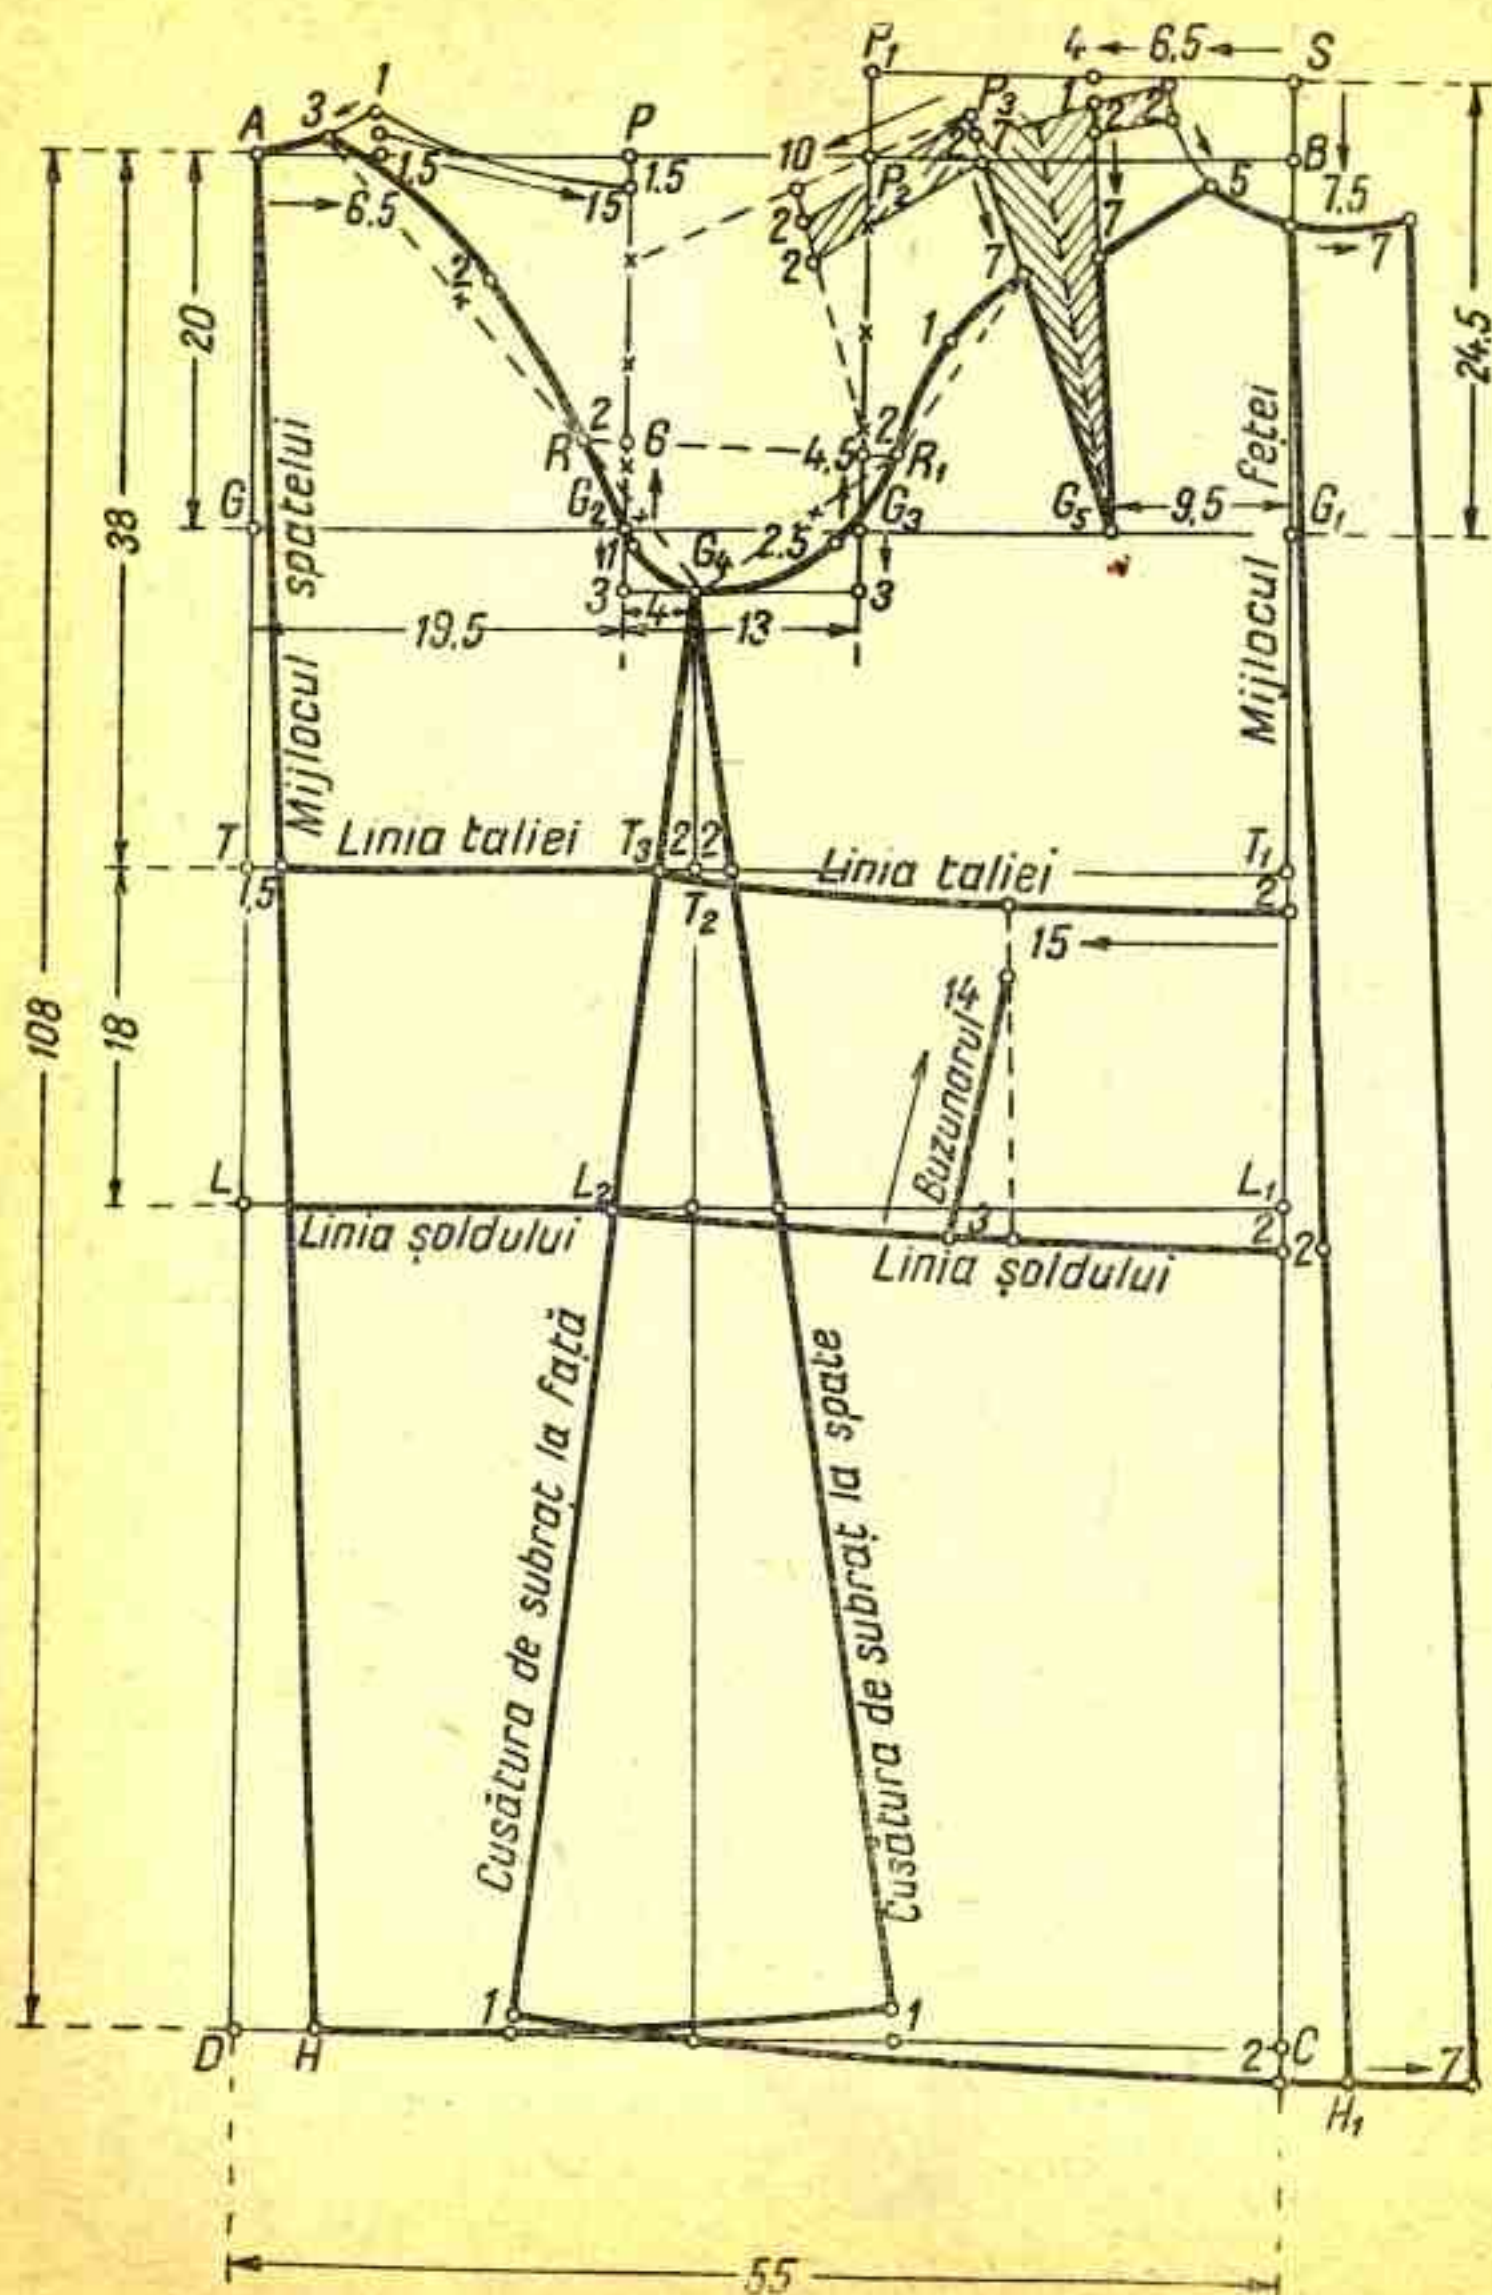 P₁ 4 6.5 S
A 3 1 P 10 P₃ 1 2 2 B
1.5 1.5 2 7 5 7.5
6.5 15 P₂ 7 7
2 2 2 7
20 1 24.5
R 2 6 4.5 2 R₁
G G₂ G₃ G₅ 9.5 G₁
38 1 G₄ 2.5
3 4 3
19.5 13
Mijlocul spatelui
Mijlocul feței
T Linia taliei T₃ 2 2 Linia taliei T₁
1.5 T₂ 2
15
108 18
Buzunarul 14
L L₂ L₁
Linia șoldului 3 2 2
Linia șoldului
Cusătura de subraț la față
Cusătura de subraț la spate
1 1
D H 2 C 7
H₁
55